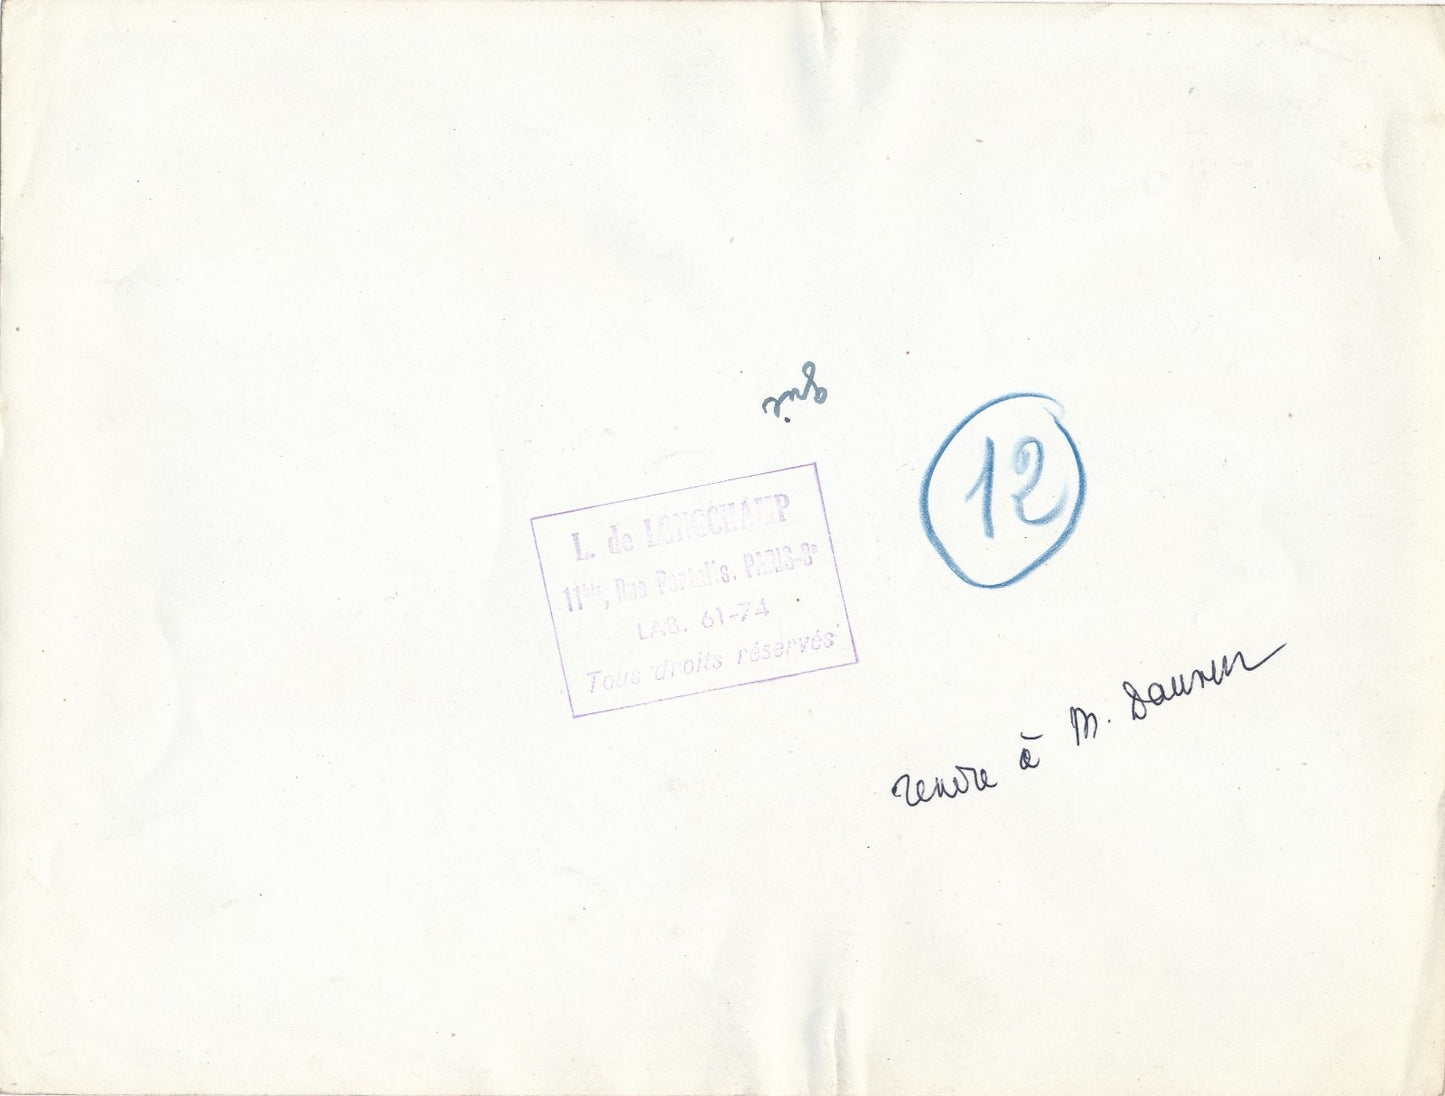 12
L. de LONGCHAMP
11bis, Rue Portalis. PARIS-8e
LAB. 61-74
Tous droits réservés
rendre à M.